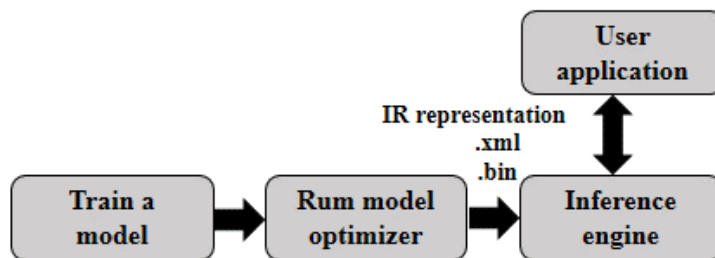 User
application
IR representation
.xml
.bin
Train a
model
Rum model
optimizer
Inference
engine